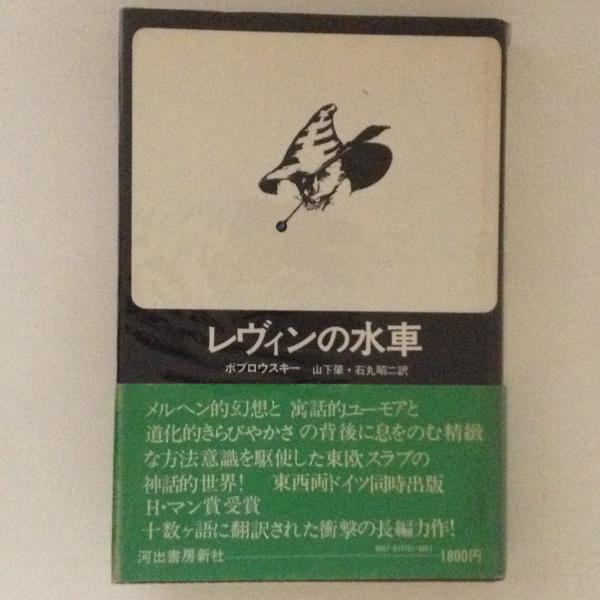 レヴィンの水車
ボブロウスキー 山下肇・石丸昭二訳
メルヘン的幻想と 寓話的ユーモアと
道化的きらびやかさ の背後に息をのむ精緻
な方法意識を駆使した東欧スラブの
神話的世界! 東西両ドイツ同時出版
H・マン賞受賞
十数ヶ語に翻訳された衝撃の長編力作!
河出書房新社 1800円